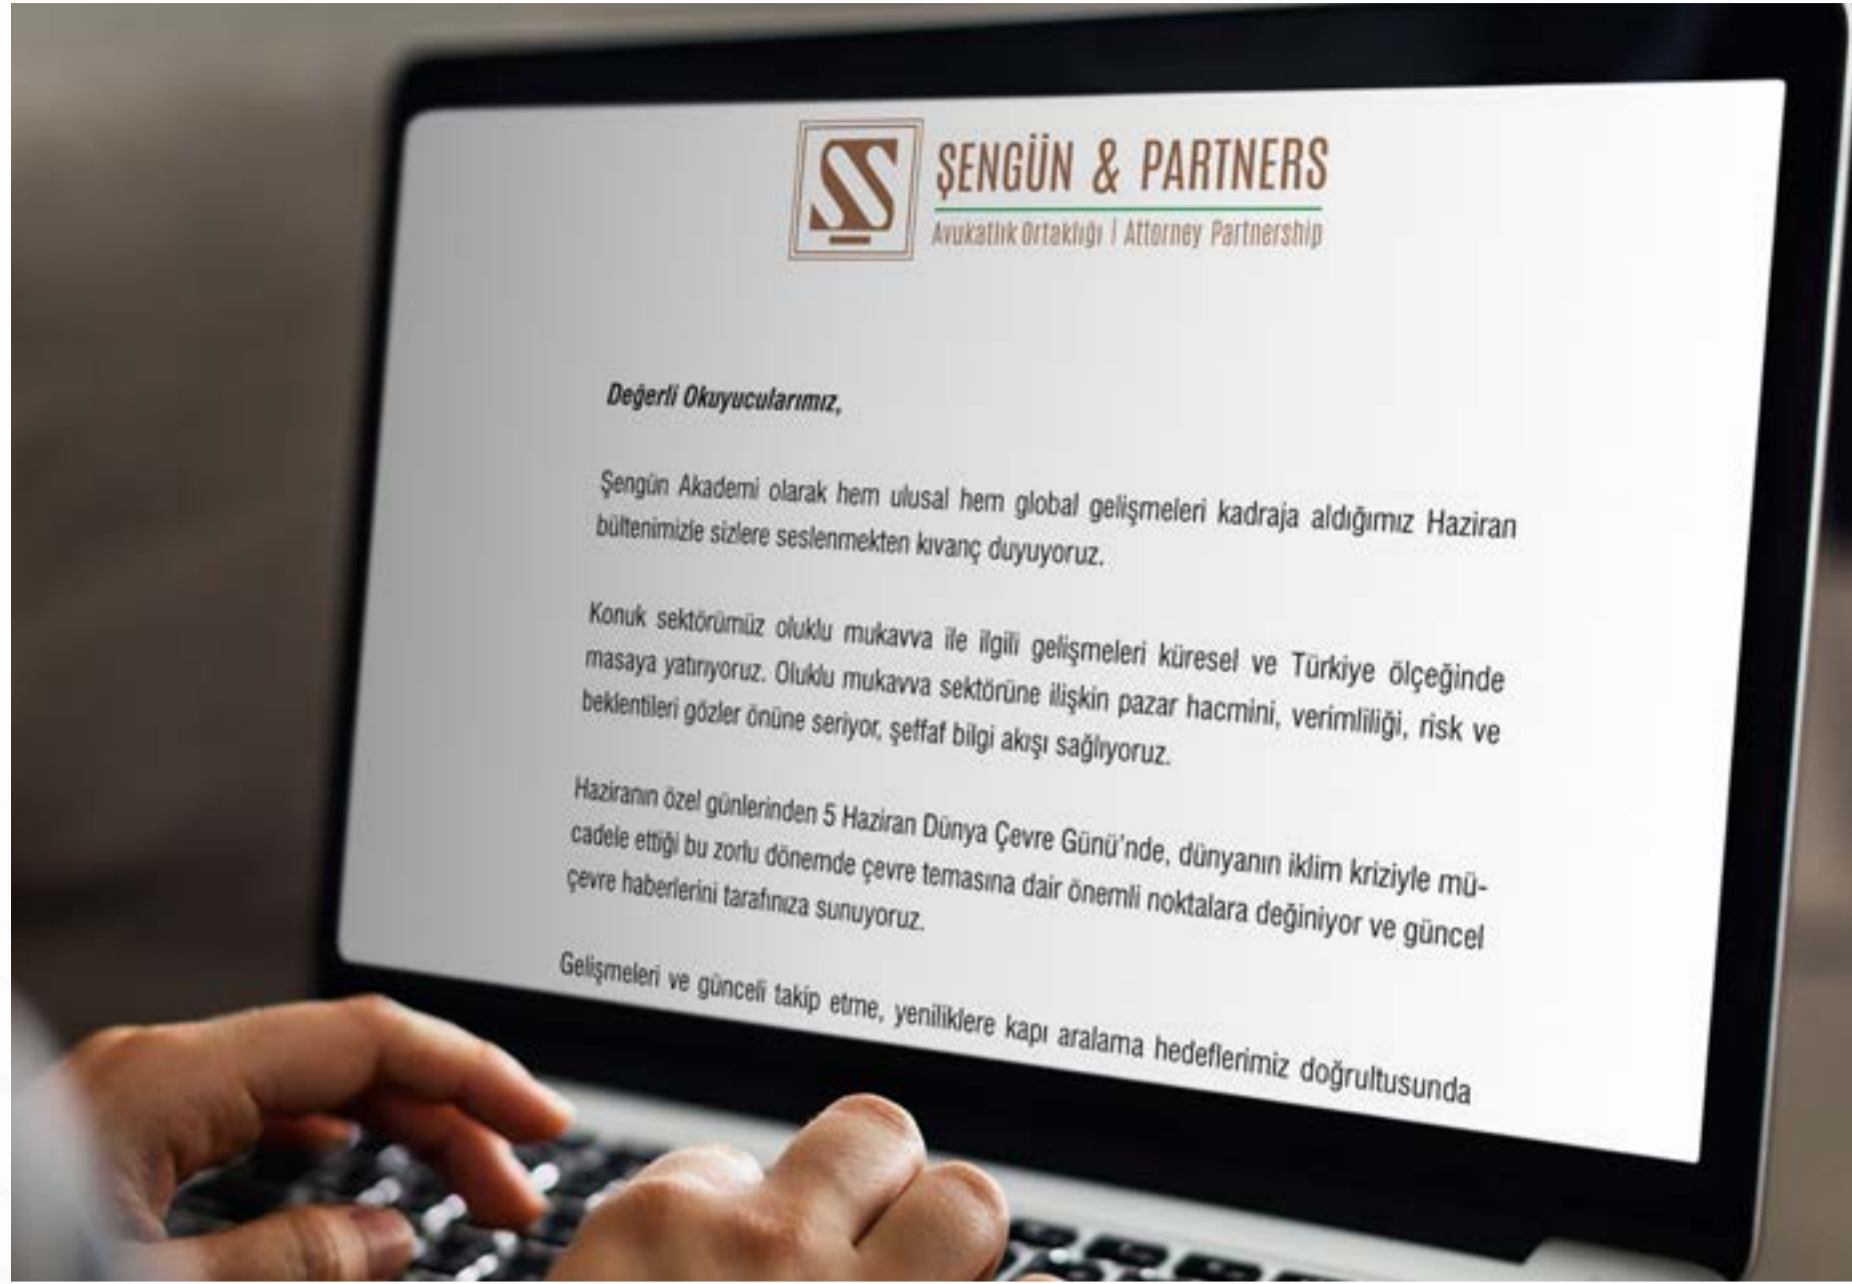 ŞENGÜN & PARTNERS
Avukatlık Ortaklığı | Attorney Partnership
Değerli Okuyucularımız,
Şengün Akademi olarak hem ulusal hem global gelişmeleri kadraja aldığımız Haziran
bültenimizle sizlere seslenmekten kıvanç duyuyoruz.
Konuk sektörümüz oluklu mukavva ile ilgili gelişmeleri küresel ve Türkiye ölçeğinde
masaya yatırıyoruz. Oluklu mukavva sektörüne ilişkin pazar hacmini, verimliliği, risk ve
beklentileri gözler önüne seriyor, şeffaf bilgi akışı sağlıyoruz.
Haziranın özel günlerinden 5 Haziran Dünya Çevre Günü'nde, dünyanın iklim kriziyle mü-
cadele ettiği bu zorlu dönemde çevre temasına dair önemli noktalara değiniyor ve güncel
çevre haberlerini tarafınıza sunuyoruz.
Gelişmeleri ve günceli takip etme, yeniliklere kapı aralama hedeflerimiz doğrultusunda